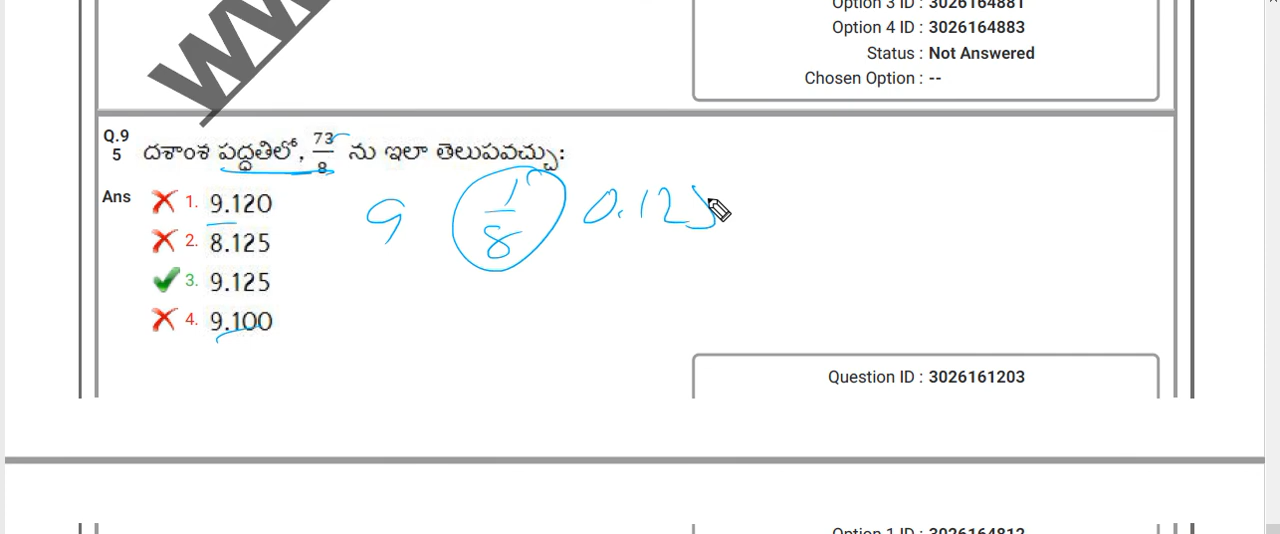 Option 3 ID : 3026164881
Option 4 ID : 3026164883
Status : Not Answered
Chosen Option : --
Q.95 దశాంశ పద్ధతిలో, 73/8 ను ఇలా తెలుపవచ్చు:
Ans 1. 9.120
2. 8.125
3. 9.125
4. 9.100
9 1/8 0.125
Question ID : 3026161203
Option 1 ID : 3026164812